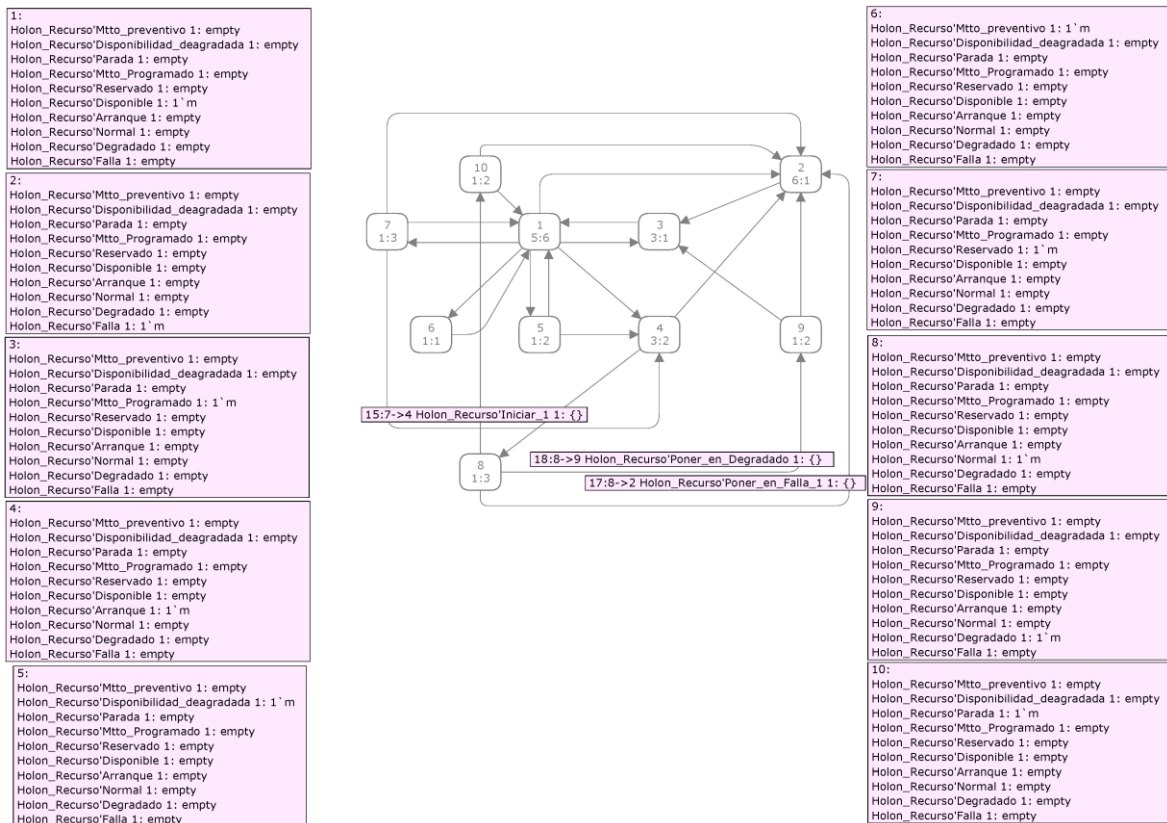 1:
Holon_Recurso'Mtto_preventivo 1: empty
Holon_Recurso'Disponibilidad_deagradada 1: empty
Holon_Recurso'Parada 1: empty
Holon_Recurso'Mtto_Programado 1: empty
Holon_Recurso'Reservado 1: empty
Holon_Recurso'Disponible 1: 1`m
Holon_Recurso'Arranque 1: empty
Holon_Recurso'Normal 1: empty
Holon_Recurso'Degradado 1: empty
Holon_Recurso'Falla 1: empty
2:
Holon_Recurso'Mtto_preventivo 1: empty
Holon_Recurso'Disponibilidad_deagradada 1: empty
Holon_Recurso'Parada 1: empty
Holon_Recurso'Mtto_Programado 1: empty
Holon_Recurso'Reservado 1: empty
Holon_Recurso'Disponible 1: empty
Holon_Recurso'Arranque 1: empty
Holon_Recurso'Normal 1: empty
Holon_Recurso'Degradado 1: empty
Holon_Recurso'Falla 1: 1`m
3:
Holon_Recurso'Mtto_preventivo 1: empty
Holon_Recurso'Disponibilidad_deagradada 1: empty
Holon_Recurso'Parada 1: empty
Holon_Recurso'Mtto_Programado 1: 1`m
Holon_Recurso'Reservado 1: empty
Holon_Recurso'Disponible 1: empty
Holon_Recurso'Arranque 1: empty
Holon_Recurso'Normal 1: empty
Holon_Recurso'Degradado 1: empty
Holon_Recurso'Falla 1: empty
4:
Holon_Recurso'Mtto_preventivo 1: empty
Holon_Recurso'Disponibilidad_deagradada 1: empty
Holon_Recurso'Parada 1: empty
Holon_Recurso'Mtto_Programado 1: empty
Holon_Recurso'Reservado 1: empty
Holon_Recurso'Disponible 1: empty
Holon_Recurso'Arranque 1: 1`m
Holon_Recurso'Normal 1: empty
Holon_Recurso'Degradado 1: empty
Holon_Recurso'Falla 1: empty
5:
Holon_Recurso'Mtto_preventivo 1: empty
Holon_Recurso'Disponibilidad_deagradada 1: 1`m
Holon_Recurso'Parada 1: empty
Holon_Recurso'Mtto_Programado 1: empty
Holon_Recurso'Reservado 1: empty
Holon_Recurso'Disponible 1: empty
Holon_Recurso'Arranque 1: empty
Holon_Recurso'Normal 1: empty
Holon_Recurso'Degradado 1: empty
Holon_Recurso'Falla 1: empty
10
1:2
2
6:1
7
1:3
1
5:6
3
3:1
6
1:1
5
1:2
4
3:2
9
1:2
15:7->4 Holon_Recurso'Iniciar_1 1: {}
18:8->9 Holon_Recurso'Poner_en_Degradado 1: {}
8
1:3
17:8->2 Holon_Recurso'Poner_en_Falla_1 1: {}
6:
Holon_Recurso'Mtto_preventivo 1: 1`m
Holon_Recurso'Disponibilidad_deagradada 1: empty
Holon_Recurso'Parada 1: empty
Holon_Recurso'Mtto_Programado 1: empty
Holon_Recurso'Reservado 1: empty
Holon_Recurso'Disponible 1: empty
Holon_Recurso'Arranque 1: empty
Holon_Recurso'Normal 1: empty
Holon_Recurso'Degradado 1: empty
Holon_Recurso'Falla 1: empty
7:
Holon_Recurso'Mtto_preventivo 1: empty
Holon_Recurso'Disponibilidad_deagradada 1: empty
Holon_Recurso'Parada 1: empty
Holon_Recurso'Mtto_Programado 1: empty
Holon_Recurso'Reservado 1: 1`m
Holon_Recurso'Disponible 1: empty
Holon_Recurso'Arranque 1: empty
Holon_Recurso'Normal 1: empty
Holon_Recurso'Degradado 1: empty
Holon_Recurso'Falla 1: empty
8:
Holon_Recurso'Mtto_preventivo 1: empty
Holon_Recurso'Disponibilidad_deagradada 1: empty
Holon_Recurso'Parada 1: empty
Holon_Recurso'Mtto_Programado 1: empty
Holon_Recurso'Reservado 1: empty
Holon_Recurso'Disponible 1: empty
Holon_Recurso'Arranque 1: empty
Holon_Recurso'Normal 1: 1`m
Holon_Recurso'Degradado 1: empty
Holon_Recurso'Falla 1: empty
9:
Holon_Recurso'Mtto_preventivo 1: empty
Holon_Recurso'Disponibilidad_deagradada 1: empty
Holon_Recurso'Parada 1: empty
Holon_Recurso'Mtto_Programado 1: empty
Holon_Recurso'Reservado 1: empty
Holon_Recurso'Disponible 1: empty
Holon_Recurso'Arranque 1: empty
Holon_Recurso'Normal 1: empty
Holon_Recurso'Degradado 1: 1`m
Holon_Recurso'Falla 1: empty
10:
Holon_Recurso'Mtto_preventivo 1: empty
Holon_Recurso'Disponibilidad_deagradada 1: empty
Holon_Recurso'Parada 1: 1`m
Holon_Recurso'Mtto_Programado 1: empty
Holon_Recurso'Reservado 1: empty
Holon_Recurso'Disponible 1: empty
Holon_Recurso'Arranque 1: empty
Holon_Recurso'Normal 1: empty
Holon_Recurso'Degradado 1: empty
Holon_Recurso'Falla 1: empty